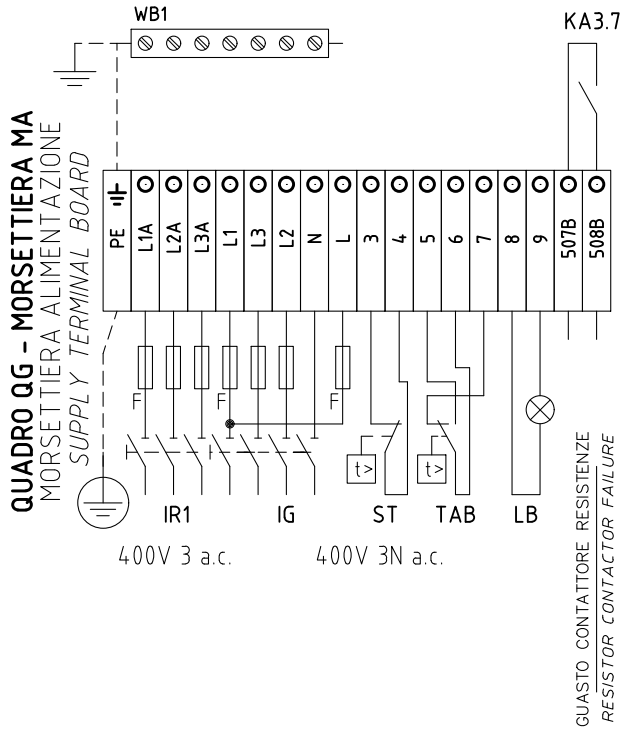 WB1
KA3.7
QUADRO QG - MORSETTIERA MA
MORSETTIERA ALIMENTAZIONE
SUPPLY TERMINAL BOARD
PE
L1A
L2A
L3A
L1
L3
L2
N
L
3
4
5
6
7
8
9
507B
508B
F
F
F
t>
t>
IR1
IG
ST
TAB
LB
400V 3 a.c.
400V 3N a.c.
GUASTO CONTATTORE RESISTENZE
RESISTOR CONTACTOR FAILURE